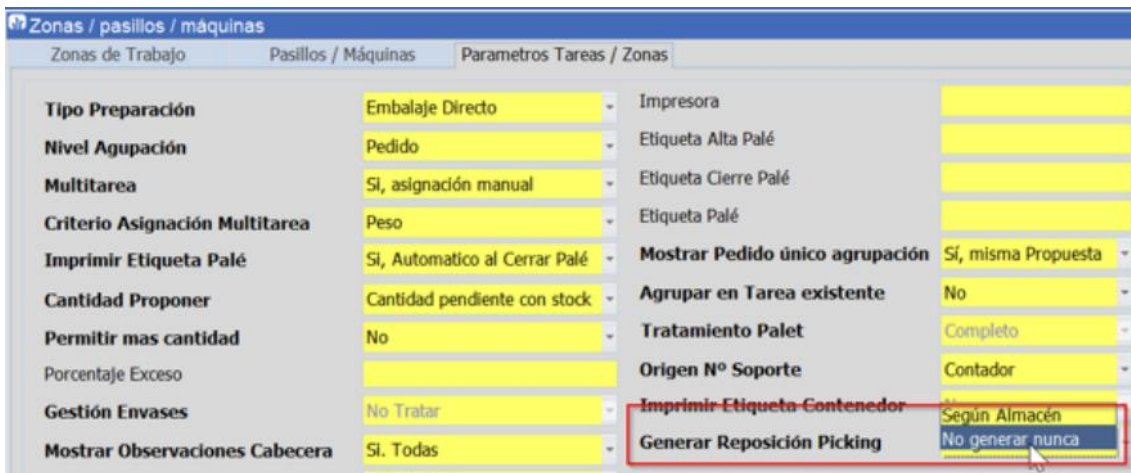 Zonas / pasillos / máquinas
Zonas de Trabajo
Pasillos / Máquinas
Parametros Tareas / Zonas
Tipo Preparación
Embalaje Directo
Nivel Agupación
Pedido
Multitarea
Si, asignación manual
Criterio Asignación Multitarea
Peso
Imprimir Etiqueta Palé
Si, Automatico al Cerrar Palé
Cantidad Proponer
Cantidad pendiente con stock
Permitir mas cantidad
No
Porcentaje Exceso
Gestión Envases
No Tratar
Mostrar Observaciones Cabecera
Si. Todas
Impresora
Etiqueta Alta Palé
Etiqueta Cierre Palé
Etiqueta Palé
Mostrar Pedido único agrupación
Sí, misma Propuesta
Agrupar en Tarea existente
No
Tratamiento Palet
Completo
Origen Nº Soporte
Contador
Imprimir Etiqueta Contenedor
Según Almacén
Generar Reposición Picking
No generar nunca